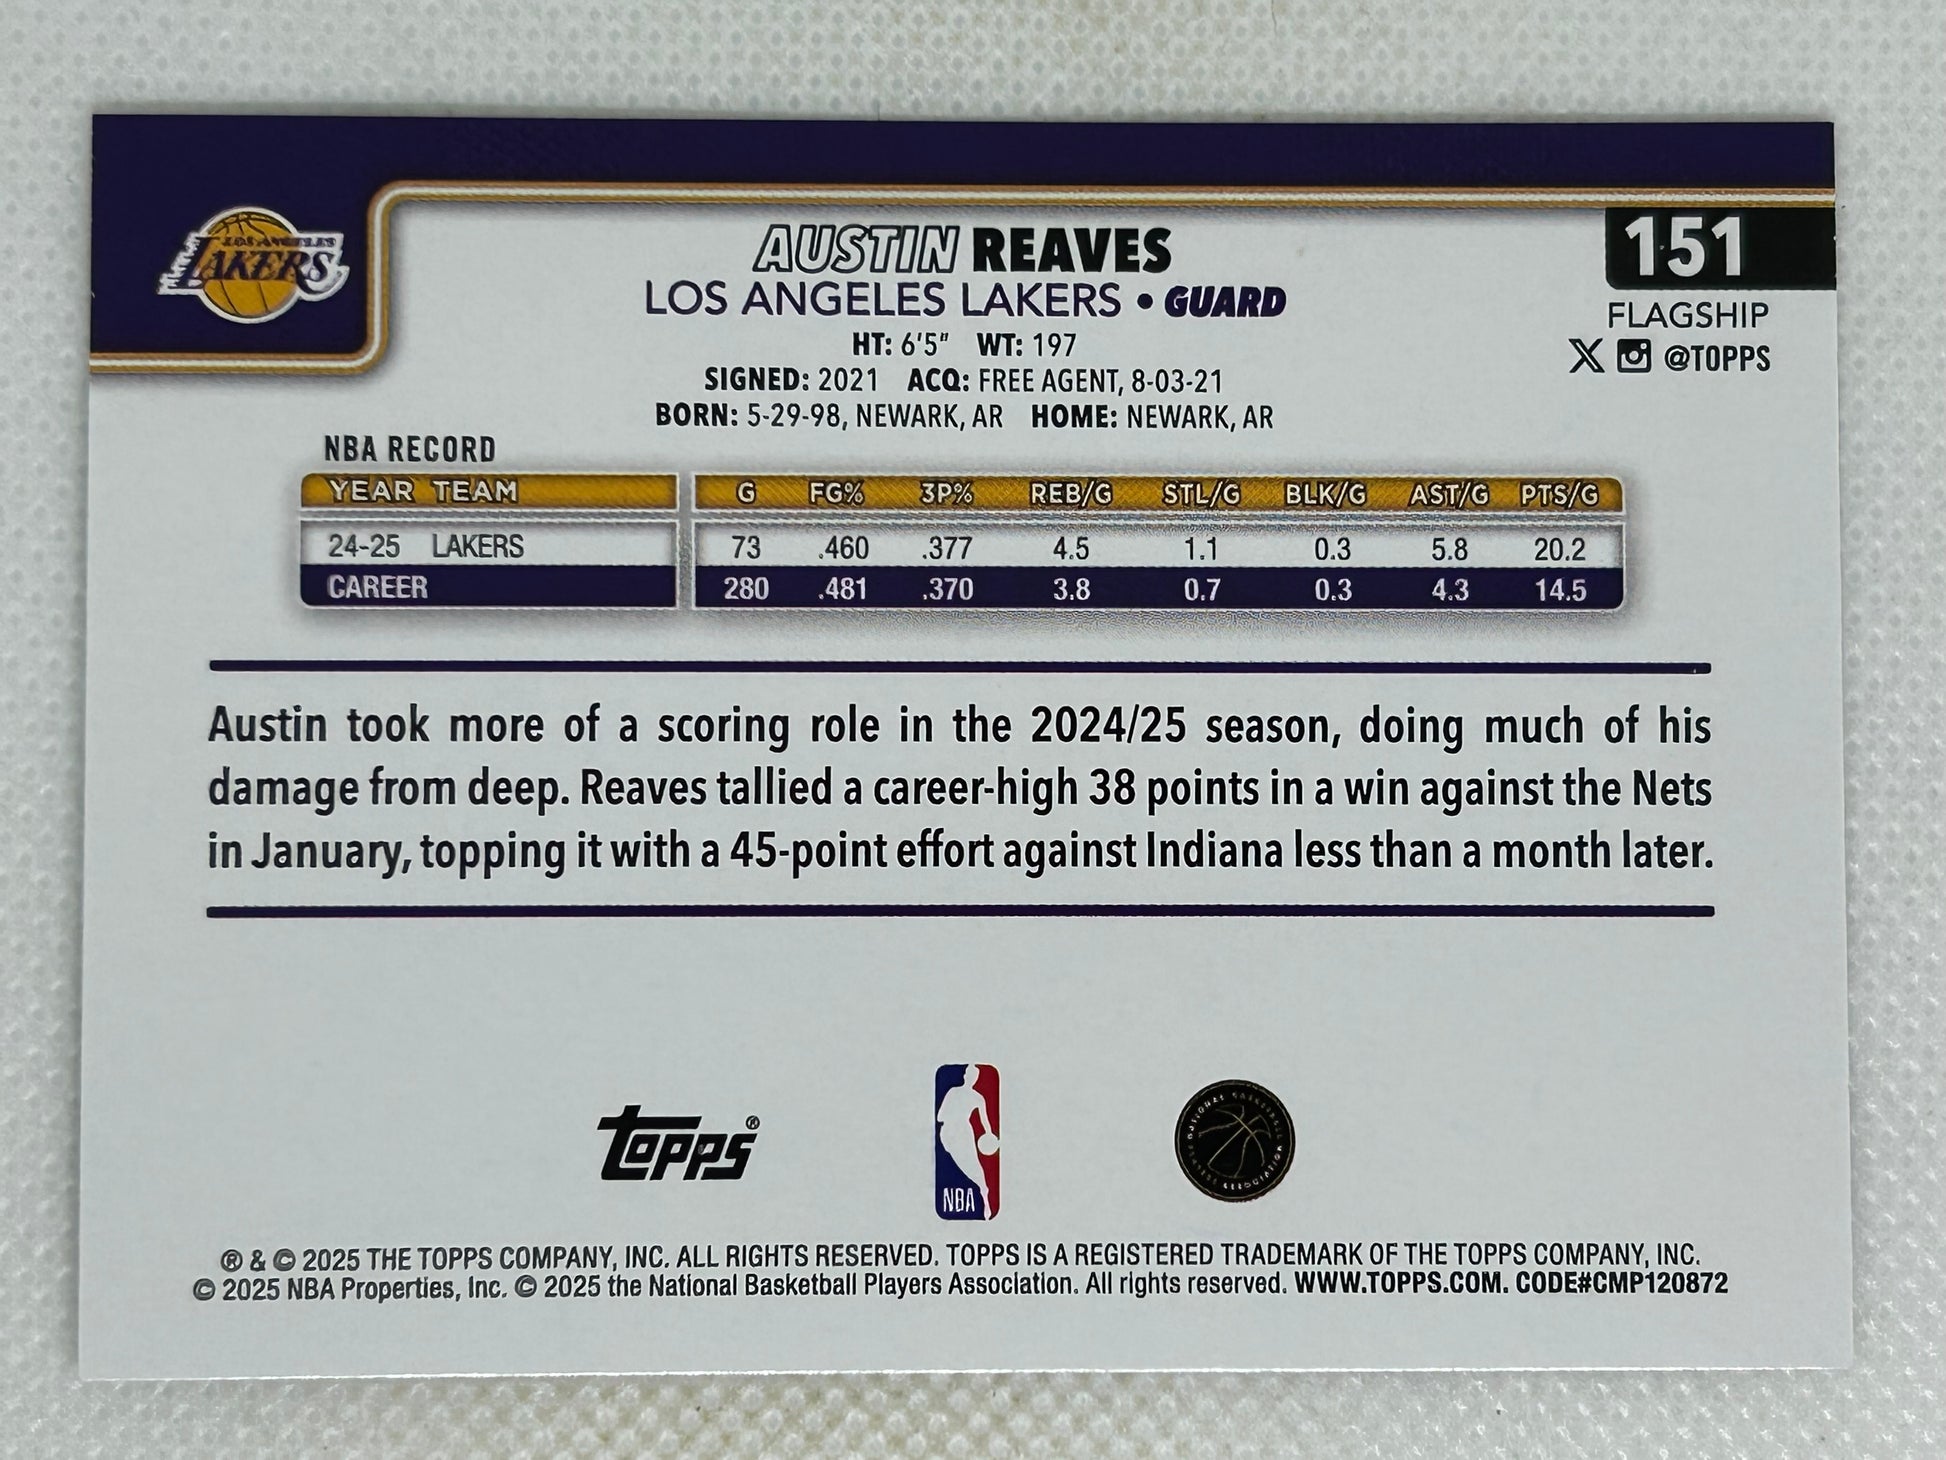 LOS ANGELES
LAKERS
AUSTIN REAVES
151
LOS ANGELES LAKERS • GUARD
FLAGSHIP
HT: 6'5" WT: 197
X @TOPPS
SIGNED: 2021 ACQ: FREE AGENT, 8-03-21
BORN: 5-29-98, NEWARK, AR HOME: NEWARK, AR
NBA RECORD
YEAR TEAM G FG% 3P% REB/G STL/G BLK/G AST/G PTS/G
24-25 LAKERS 73 .460 .377 4.5 1.1 0.3 5.8 20.2
CAREER 280 .481 .370 3.8 0.7 0.3 4.3 14.5
Austin took more of a scoring role in the 2024/25 season, doing much of his
damage from deep. Reaves tallied a career-high 38 points in a win against the Nets
in January, topping it with a 45-point effort against Indiana less than a month later.
topps®
NBA
NATIONAL BASKETBALL PLAYERS ASSOCIATION
® & © 2025 THE TOPPS COMPANY, INC. ALL RIGHTS RESERVED. TOPPS IS A REGISTERED TRADEMARK OF THE TOPPS COMPANY, INC.
© 2025 NBA Properties, Inc. © 2025 the National Basketball Players Association. All rights reserved. WWW.TOPPS.COM. CODE#CMP120872